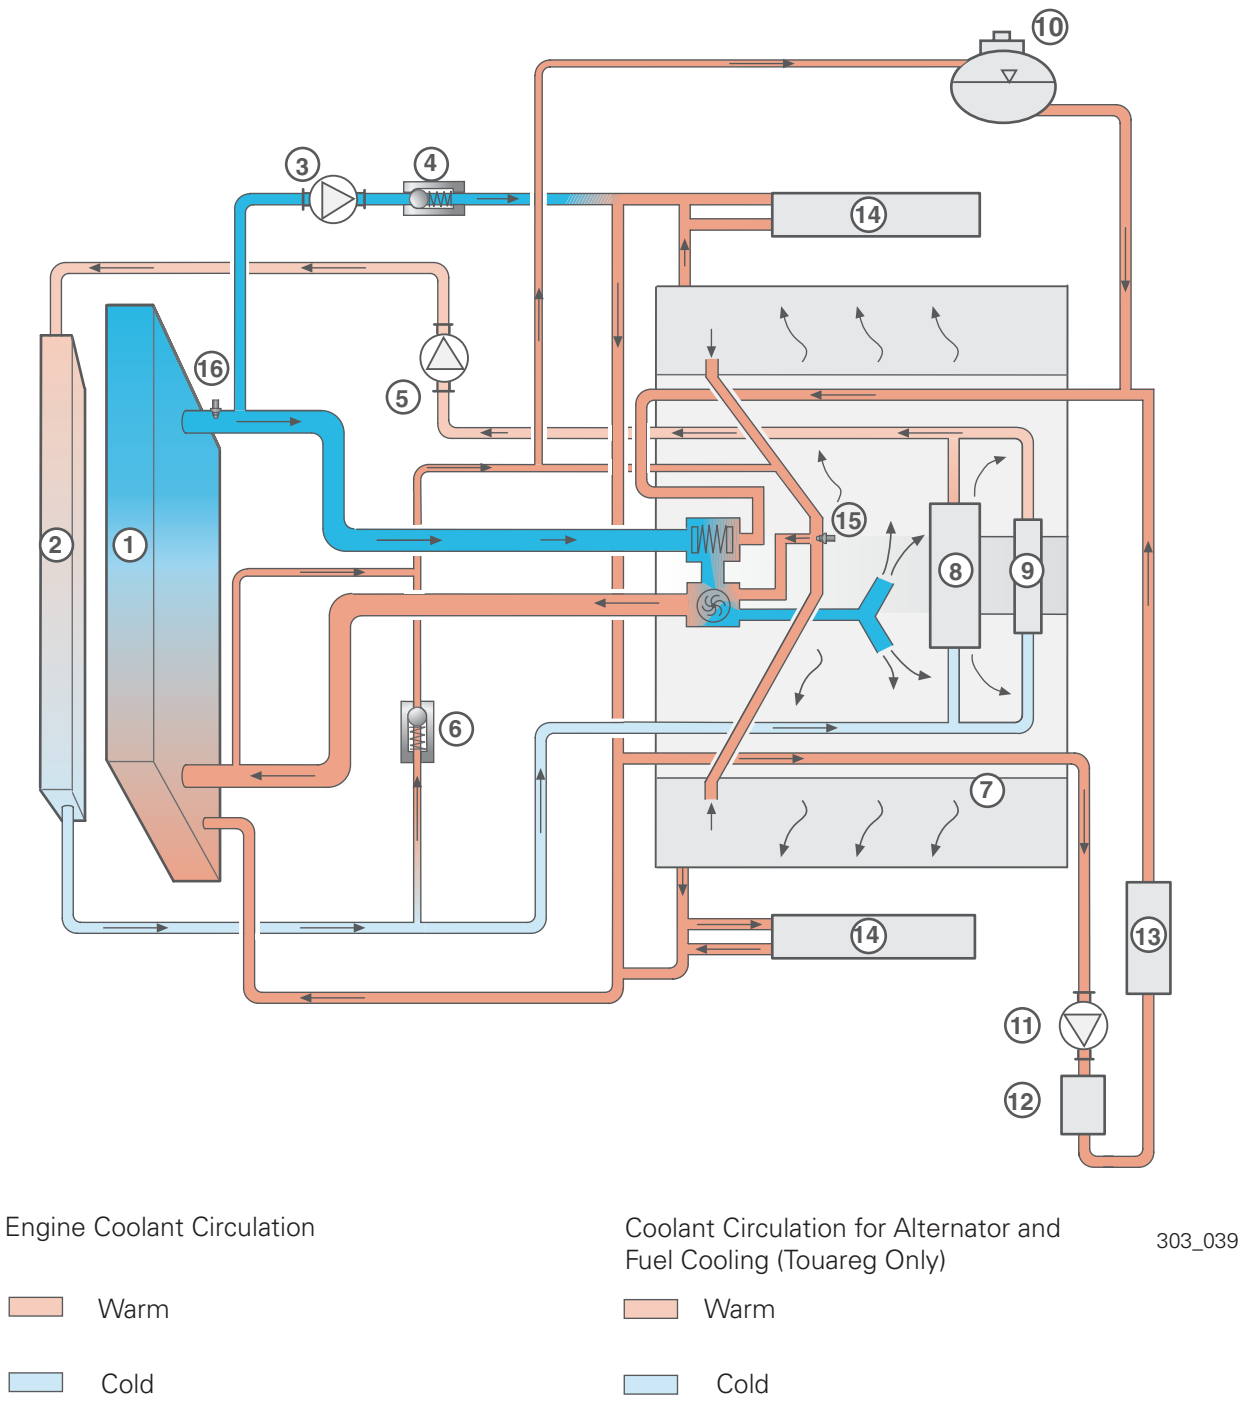 10
3
4
14
16
5
15
2
1
8
9
6
7
14
13
11
12
Engine Coolant Circulation
Coolant Circulation for Alternator and
Fuel Cooling (Touareg Only)
303_039
Warm
Warm
Cold
Cold